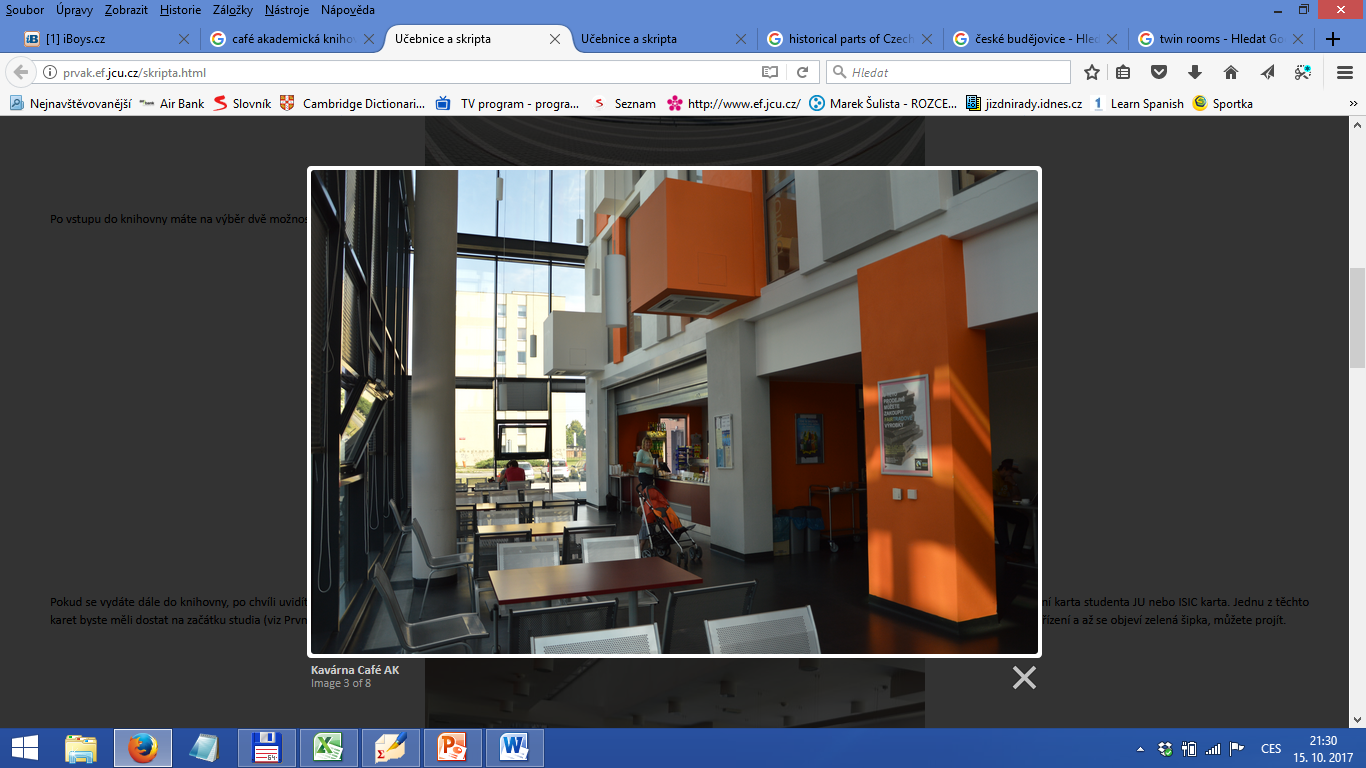 Soubor Úpravy Zobrazit Historie Záložky Nástroje Nápověda
[1] iBoys.cz
café akademická kniho
Učebnice a skripta
Učebnice a skripta
historical parts of Czech
české budějovice - Hled
twin rooms - Hledat Go
prvak.ef.jcu.cz/skripta.html
Hledat
Nejnavštěvovanější Air Bank Slovník Cambridge Dictionari... TV program - progra... Seznam http://www.ef.jcu.cz/ Marek Šulista - ROZCE... jizdnirady.idnes.cz Learn Spanish Sportka
Po vstupu do knihovny máte na výběr dvě možnos
PRODEJNĚ
MŮŽETE
ZAKOUPIT
VÝROBKY
Pokud se vydáte dále do knihovny, po chvíli uvidít
ní karta studenta JU nebo ISIC karta. Jednu z těchto
karet byste měli dostat na začátku studia (viz Prvn
řízení a až se objeví zelená šipka, můžete projít.
Kavárna Café AK
Image 3 of 8
CES
21:30
15. 10. 2017